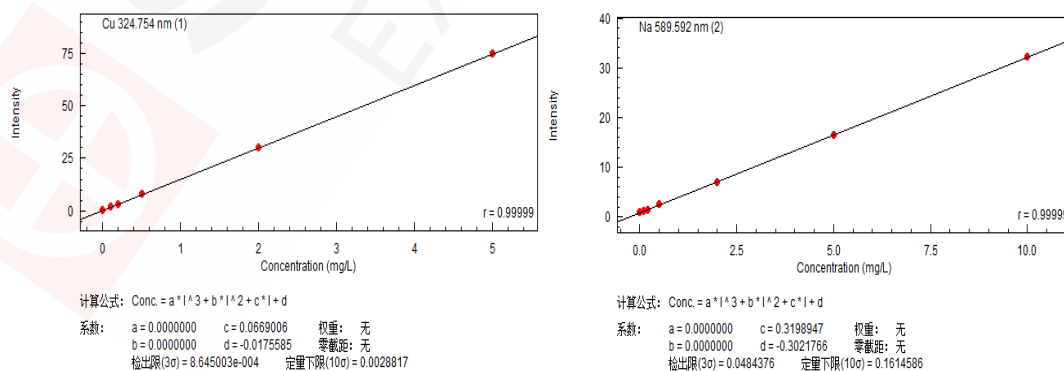 Cu 324.754 nm (1)
Intensity
75
50
25
0
r = 0.99999
0 1 2 3 4 5
Concentration (mg/L)
计算公式: Conc. = a * I ^ 3 + b * I ^ 2 + c * I + d
系数: a = 0.0000000 c = 0.0669006 权重: 无
b = 0.0000000 d = -0.0175585 零截距: 无
检出限(3σ) = 8.645003e-004 定量下限(10σ) = 0.0028817
Na 589.592 nm (2)
Intensity
40
30
20
10
0
r = 0.99999
0.0 2.5 5.0 7.5 10.0
Concentration (mg/L)
计算公式: Conc. = a * I ^ 3 + b * I ^ 2 + c * I + d
系数: a = 0.0000000 c = 0.3198947 权重: 无
b = 0.0000000 d = -0.3021766 零截距: 无
检出限(3σ) = 0.0484376 定量下限(10σ) = 0.1614586